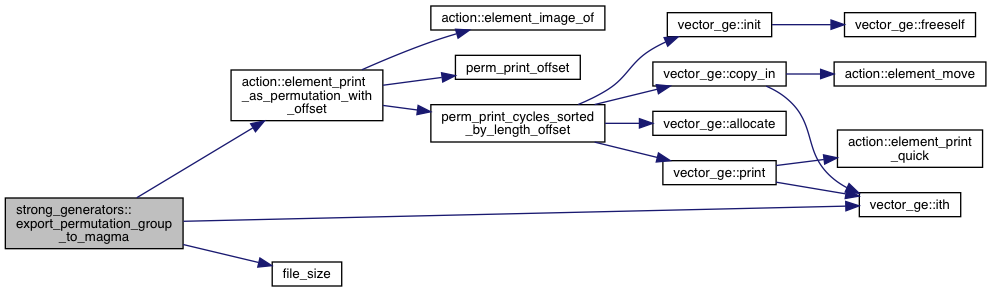 strong_generators::
export_permutation_group
_to_magma
action::element_print
_as_permutation_with
_offset
file_size
action::element_image_of
perm_print_offset
perm_print_cycles_sorted
_by_length_offset
vector_ge::init
vector_ge::copy_in
vector_ge::allocate
vector_ge::print
vector_ge::freeself
action::element_move
action::element_print
_quick
vector_ge::ith